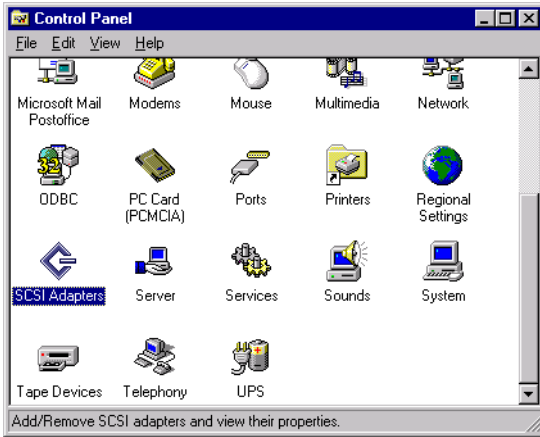 Control Panel
File Edit View Help
Microsoft Mail Postoffice
Modems
Mouse
Multimedia
Network
32
ODBC
PC Card (PCMCIA)
Ports
Printers
Regional Settings
SCSI Adapters
Server
Services
Sounds
System
Tape Devices
Telephony
UPS
Add/Remove SCSI adapters and view their properties.